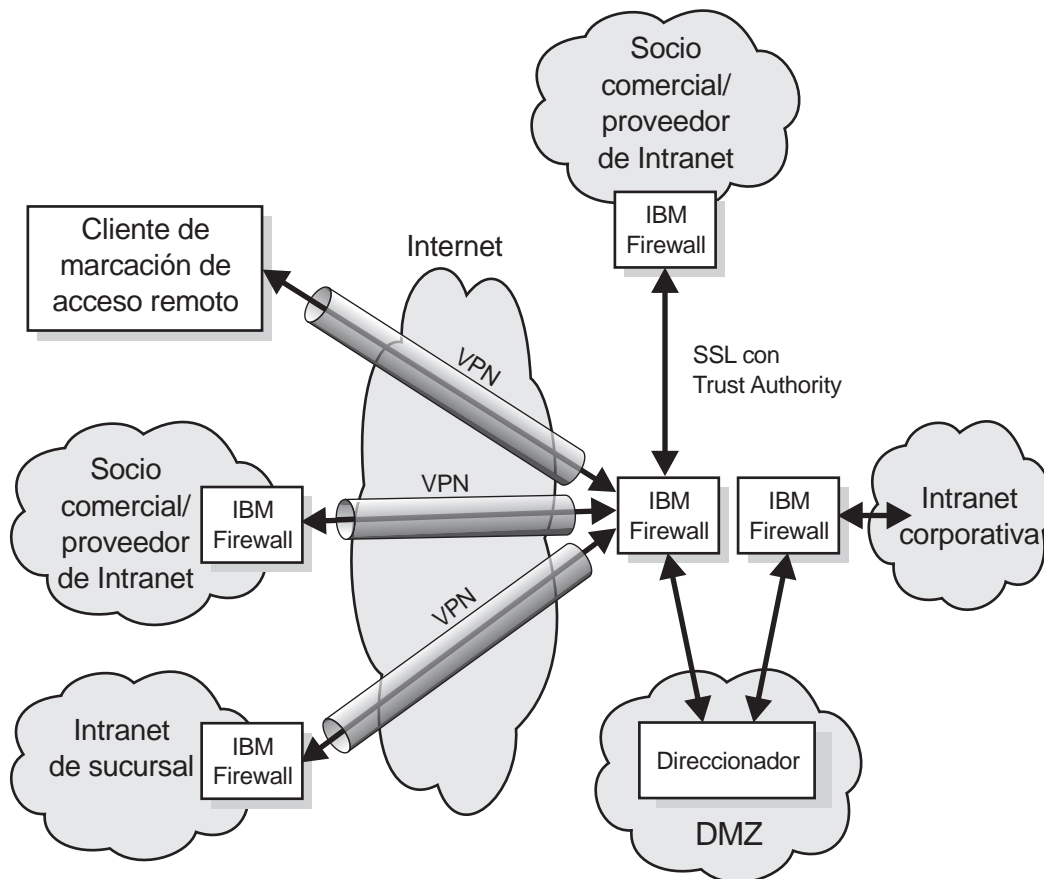 Socio
comercial/
proveedor
de Intranet
IBM
Firewall
Cliente de
marcación de
acceso remoto
Internet
VPN
SSL con
Trust Authority
Socio
comercial/
proveedor
de Intranet
IBM
Firewall
VPN
IBM
Firewall
IBM
Firewall
Intranet
corporativa
VPN
Intranet
de sucursal
IBM
Firewall
Direccionador
DMZ